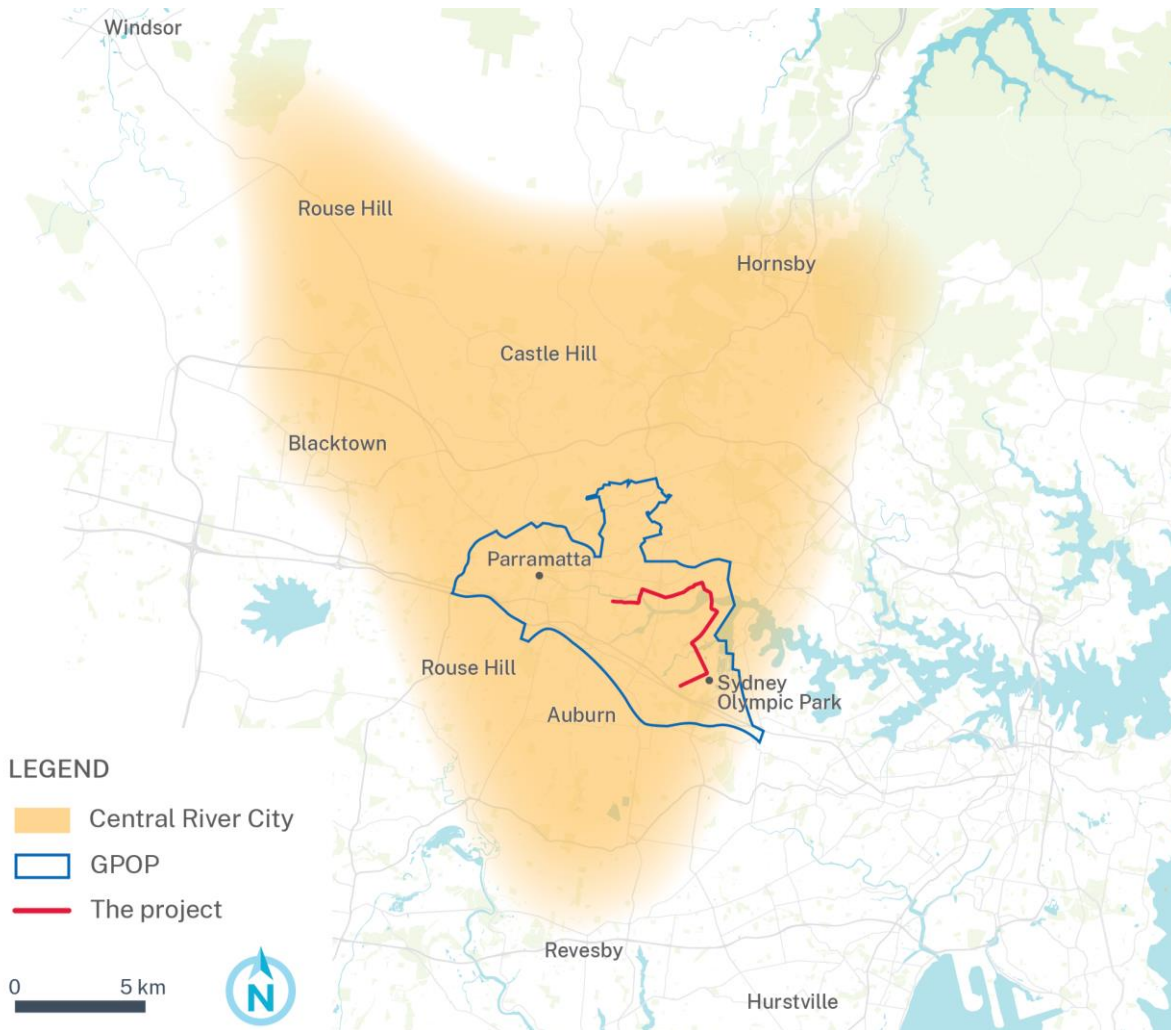 Windsor
Rouse Hill
Hornsby
Castle Hill
Blacktown
Parramatta
Rouse Hill
Sydney
Olympic Park
Auburn
LEGEND
Central River City
GPOP
The project
Revesby
0 5 km
N
Hurstville